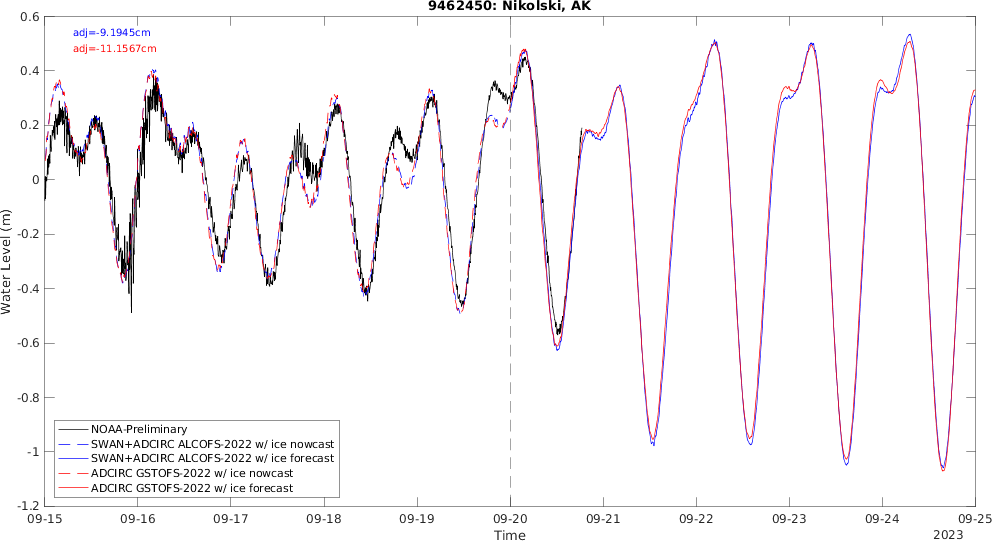 9462450: Nikolski, AK
adj=-9.1945cm
adj=-11.1567cm
0.6
0.4
0.2
0
-0.2
-0.4
-0.6
-0.8
-1
-1.2
Water Level (m)
NOAA-Preliminary
SWAN+ADCIRC ALCOFS-2022 w/ ice nowcast
SWAN+ADCIRC ALCOFS-2022 w/ ice forecast
ADCIRC GSTOFS-2022 w/ ice nowcast
ADCIRC GSTOFS-2022 w/ ice forecast
09-15 09-16 09-17 09-18 09-19 09-20 09-21 09-22 09-23 09-24 09-25
Time
2023